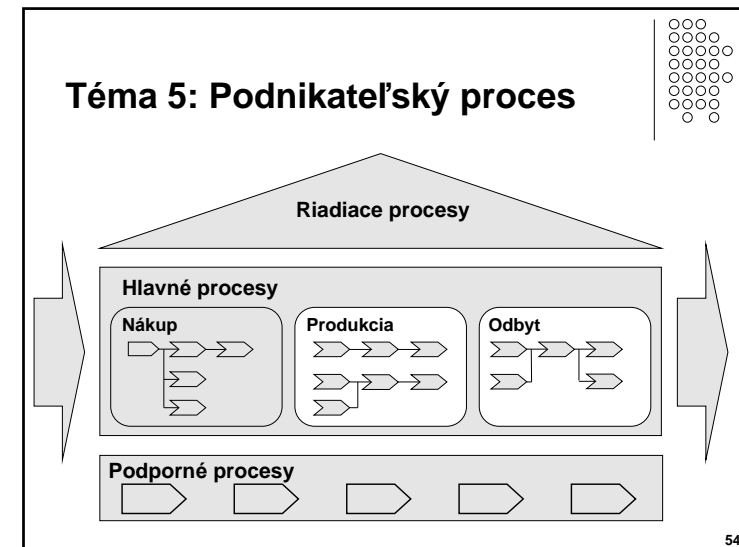 Téma 5: Podnikateľský proces
Riadiace procesy
Hlavné procesy
Nákup
Produkcia
Odbyt
Podporné procesy
54